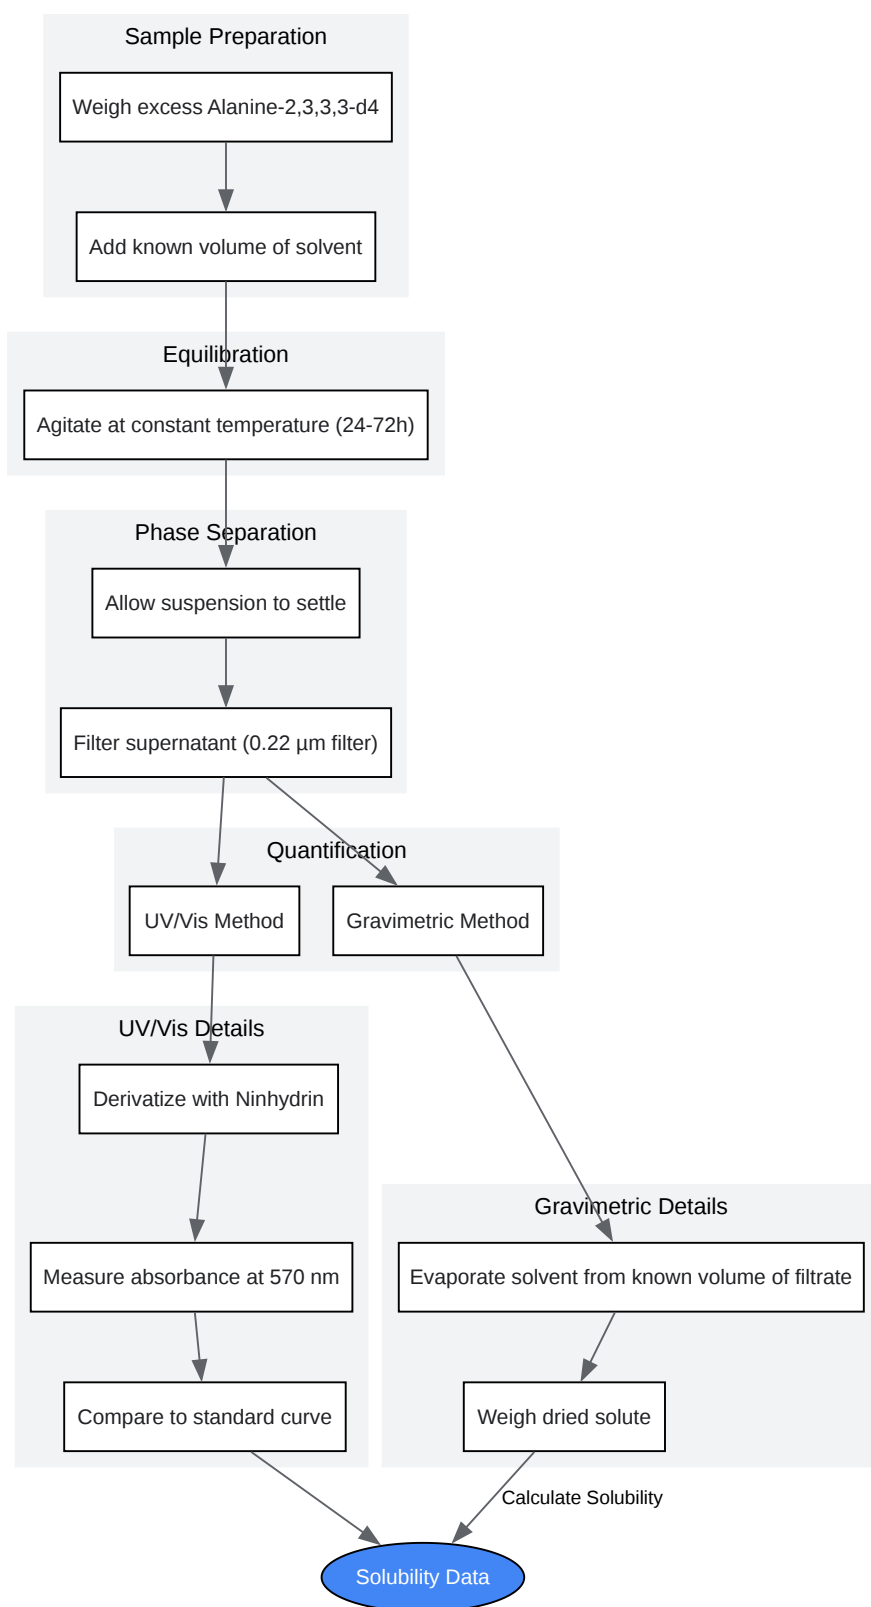 Sample Preparation
Weigh excess Alanine-2,3,3,3-d4
Add known volume of solvent
Equilibration
Agitate at constant temperature (24-72h)
Phase Separation
Allow suspension to settle
Filter supernatant (0.22 µm filter)
Quantification
UV/Vis Method
Gravimetric Method
UV/Vis Details
Derivatize with Ninhydrin
Measure absorbance at 570 nm
Compare to standard curve
Gravimetric Details
Evaporate solvent from known volume of filtrate
Weigh dried solute
Calculate Solubility
Solubility Data